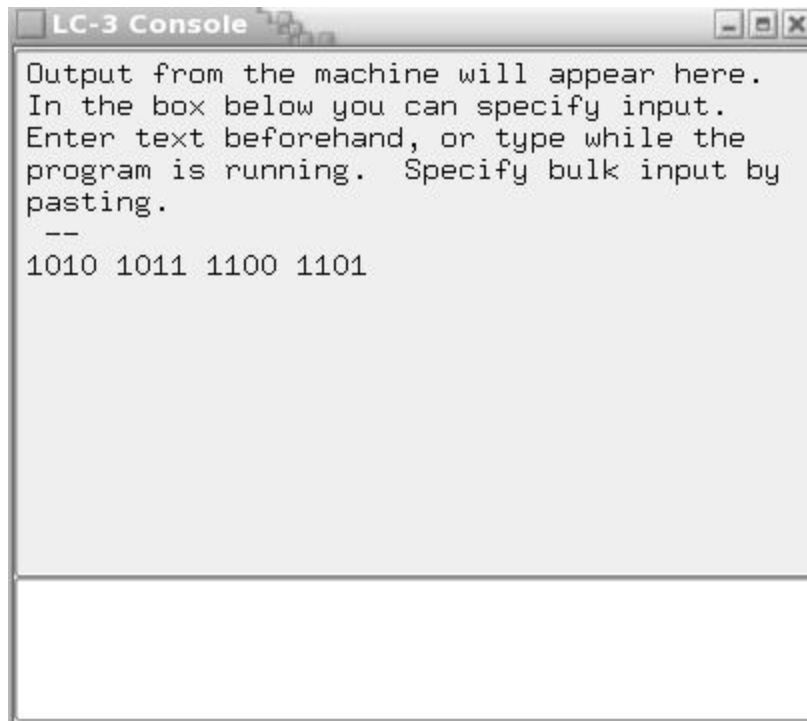 LC-3 Console
Output from the machine will appear here.
In the box below you can specify input.
Enter text beforehand, or type while the
program is running.  Specify bulk input by
pasting.
--
1010 1011 1100 1101